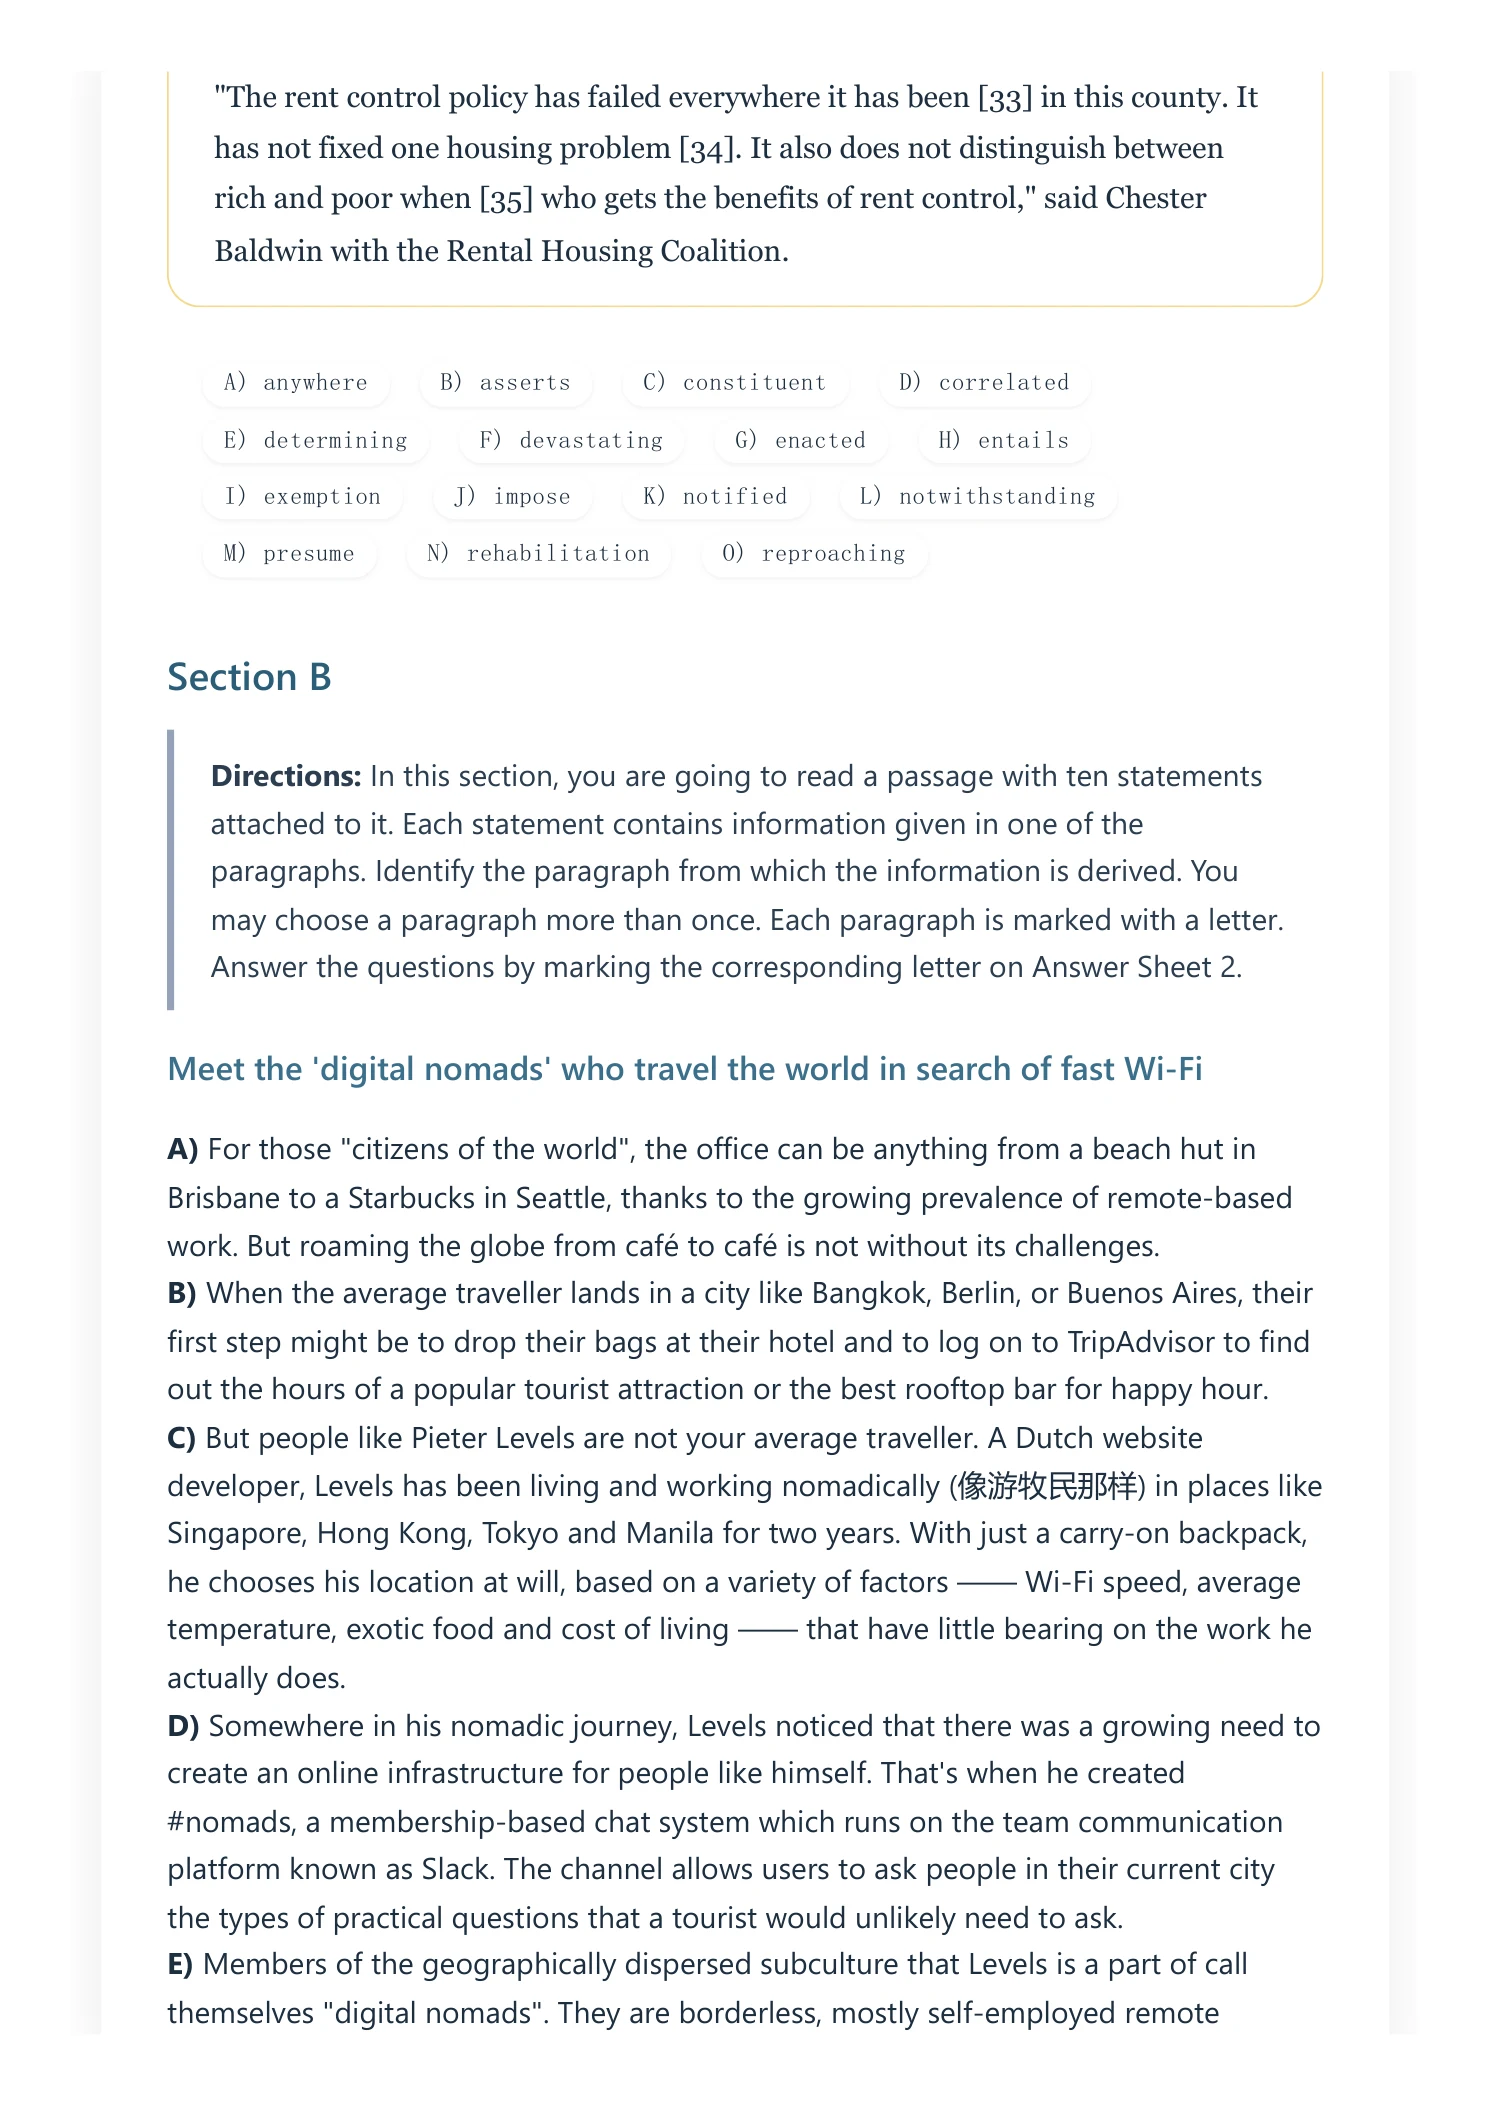 "The rent control policy has failed everywhere it has been [33] in this county. It
has not fixed one housing problem [34]. It also does not distinguish between
rich and poor when [35] who gets the benefits of rent control," said Chester
Baldwin with the Rental Housing Coalition.
A) anywhere B) asserts C) constituent D) correlated
E) determining F) devastating G) enacted H) entails
I) exemption J) impose K) notified L) notwithstanding
M) presume N) rehabilitation O) reproaching
Section B
Directions: In this section, you are going to read a passage with ten statements
attached to it. Each statement contains information given in one of the
paragraphs. Identify the paragraph from which the information is derived. You
may choose a paragraph more than once. Each paragraph is marked with a letter.
Answer the questions by marking the corresponding letter on Answer Sheet 2.
Meet the 'digital nomads' who travel the world in search of fast Wi-Fi
A) For those "citizens of the world", the office can be anything from a beach hut in
Brisbane to a Starbucks in Seattle, thanks to the growing prevalence of remote-based
work. But roaming the globe from café to café is not without its challenges.
B) When the average traveller lands in a city like Bangkok, Berlin, or Buenos Aires, their
first step might be to drop their bags at their hotel and to log on to TripAdvisor to find
out the hours of a popular tourist attraction or the best rooftop bar for happy hour.
C) But people like Pieter Levels are not your average traveller. A Dutch website
developer, Levels has been living and working nomadically (像游牧民那样) in places like
Singapore, Hong Kong, Tokyo and Manila for two years. With just a carry-on backpack,
he chooses his location at will, based on a variety of factors —— Wi-Fi speed, average
temperature, exotic food and cost of living —— that have little bearing on the work he
actually does.
D) Somewhere in his nomadic journey, Levels noticed that there was a growing need to
create an online infrastructure for people like himself. That's when he created
#nomads, a membership-based chat system which runs on the team communication
platform known as Slack. The channel allows users to ask people in their current city
the types of practical questions that a tourist would unlikely need to ask.
E) Members of the geographically dispersed subculture that Levels is a part of call
themselves "digital nomads". They are borderless, mostly self-employed remote